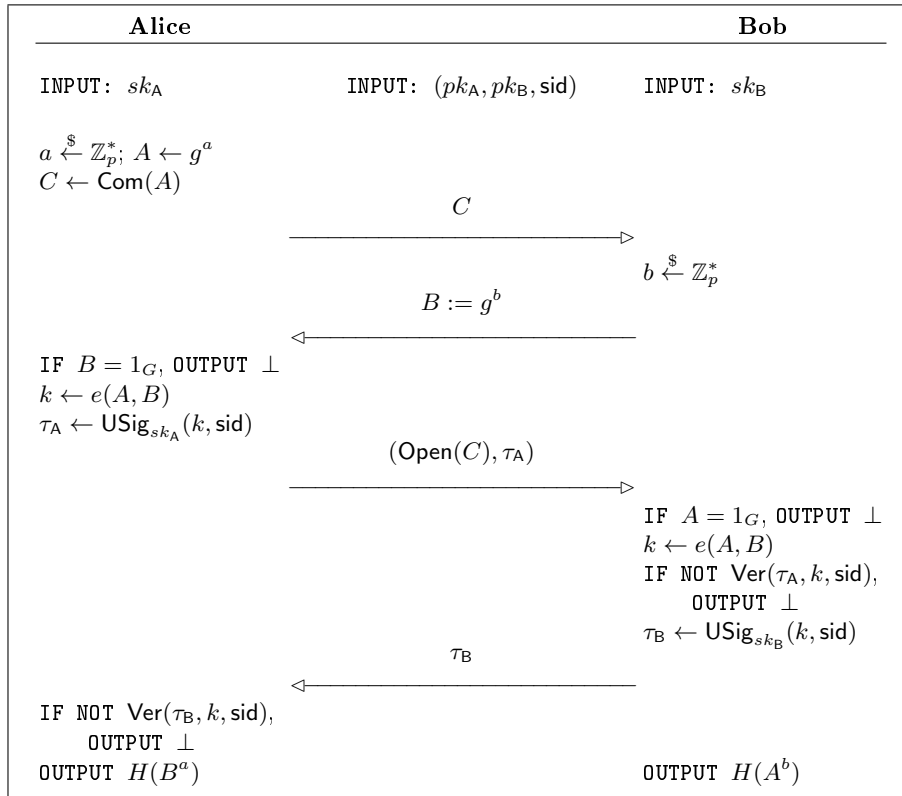 Alice Bob
INPUT: sk_A INPUT: (pk_A, pk_B, sid) INPUT: sk_B
a ←$ ℤ*_p; A ← g^a
C ← Com(A)
C
b ←$ ℤ*_p
B := g^b
IF B = 1_G, OUTPUT ⊥
k ← e(A, B)
τ_A ← USig_{sk_A}(k, sid)
(Open(C), τ_A)
IF A = 1_G, OUTPUT ⊥
k ← e(A, B)
IF NOT Ver(τ_A, k, sid),
OUTPUT ⊥
τ_B ← USig_{sk_B}(k, sid)
τ_B
IF NOT Ver(τ_B, k, sid),
OUTPUT ⊥
OUTPUT H(B^a) OUTPUT H(A^b)